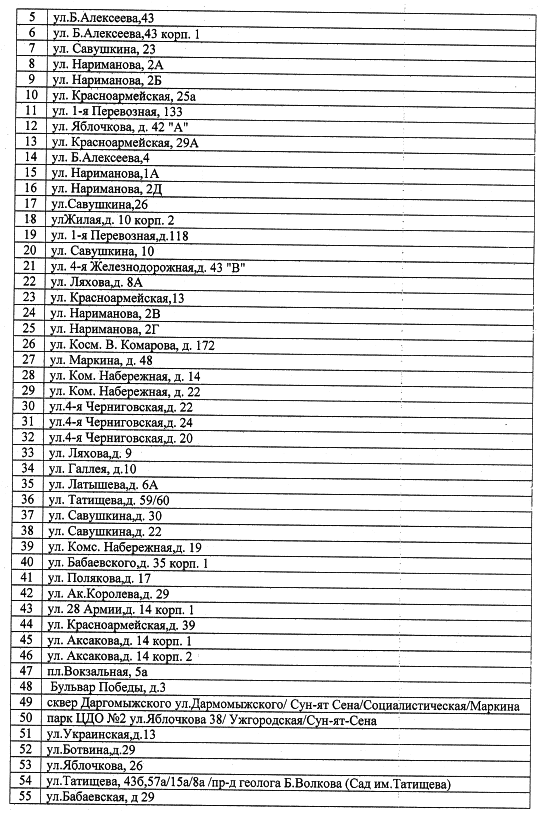 5 ул.Б.Алексеева,43
6 ул. Б.Алексеева,43 корп. 1
7 ул. Савушкина, 23
8 ул. Нариманова, 2А
9 ул. Нариманова, 2Б
10 ул. Красноармейская, 25а
11 ул. 1-я Перевозная, 133
12 ул. Яблочкова, д. 42 "А"
13 ул. Красноармейская, 29А
14 ул. Б.Алексеева,4
15 ул. Нариманова,1А
16 ул. Нариманова, 2Д
17 ул.Савушкина,26
18 улЖилая,д. 10 корп. 2
19 ул. 1-я Перевозная,д.118
20 ул. Савушкина, 10
21 ул. 4-я Железнодорожная,д. 43 "В"
22 ул. Ляхова,д. 8А
23 ул. Красноармейская,13
24 ул. Нариманова, 2В
25 ул. Нариманова, 2Г
26 ул. Косм. В. Комарова, д. 172
27 ул. Маркина, д. 48
28 ул. Ком. Набережная, д. 14
29 ул. Ком. Набережная, д. 22
30 ул.4-я Черниговская,д. 22
31 ул.4-я Черниговская,д. 24
32 ул.4-я Черниговская,д. 20
33 ул. Ляхова,д. 9
34 ул. Галлея, д.10
35 ул. Латышева,д. 6А
36 ул. Татищева,д. 59/60
37 ул. Савушкина,д. 30
38 ул. Савушкина,д. 22
39 ул. Комс. Набережная,д. 19
40 ул. Бабаевского,д. 35 корп. 1
41 ул. Полякова,д. 17
42 ул. Ак.Королева,д. 29
43 ул. 28 Армии,д. 14 корп. 1
44 ул. Красноармейская,д. 39
45 ул. Аксакова,д. 14 корп. 1
46 ул. Аксакова,д. 14 корп. 2
47 пл.Вокзальная, 5а
48 Бульвар Победы, д.3
49 сквер Даргомыжского ул.Дармомыжского/ Сун-ят Сена/Социалистическая/Маркина
50 парк ЦДО №2 ул.Яблочкова 38/ Ужгородская/Сун-ят-Сена
51 ул.Украинская,д.13
52 ул.Ботвина,д.29
53 ул.Яблочкова, 26
54 ул.Татищева, 43б,57а/15а/8а /пр-д геолога Б.Волкова (Сад им.Татищева)
55 ул.Бабаевская, д 29